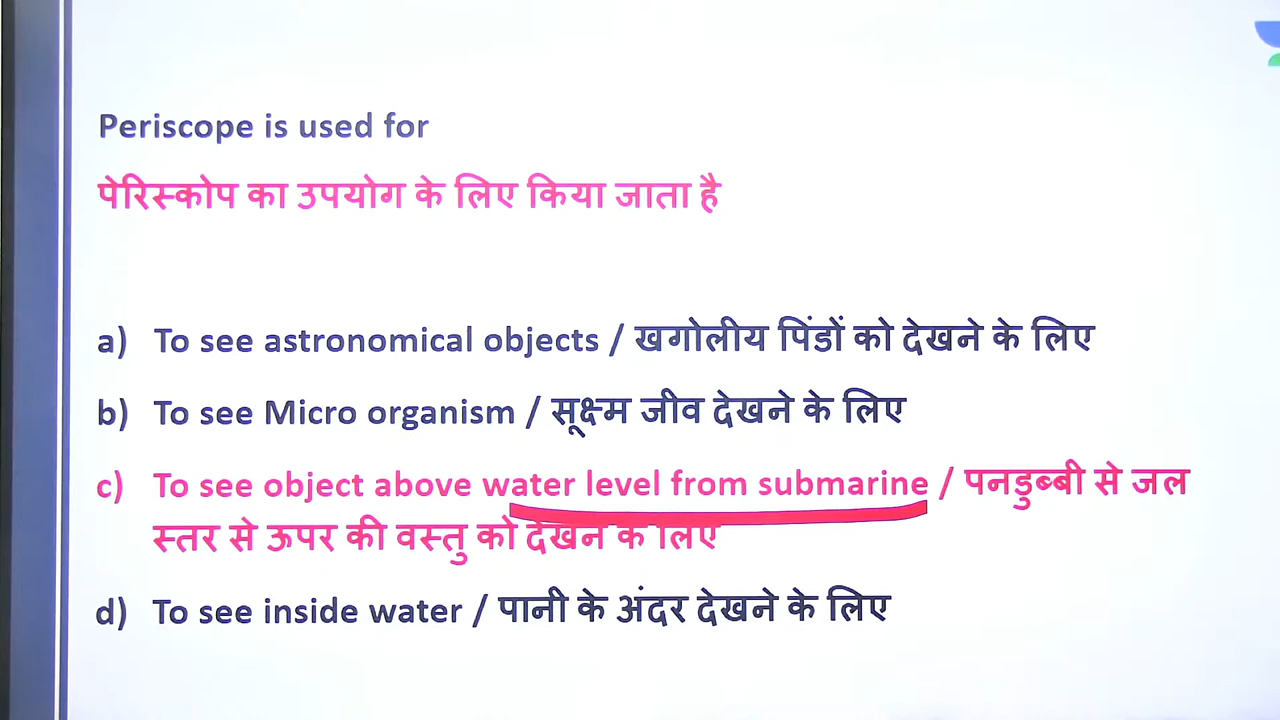 Periscope is used for
पेरिस्कोप का उपयोग के लिए किया जाता है
a) To see astronomical objects / खगोलीय पिंडों को देखने के लिए
b) To see Micro organism / सूक्ष्म जीव देखने के लिए
c) To see object above water level from submarine / पनडुब्बी से जल
स्तर से ऊपर की वस्तु को देखने के लिए
d) To see inside water / पानी के अंदर देखने के लिए